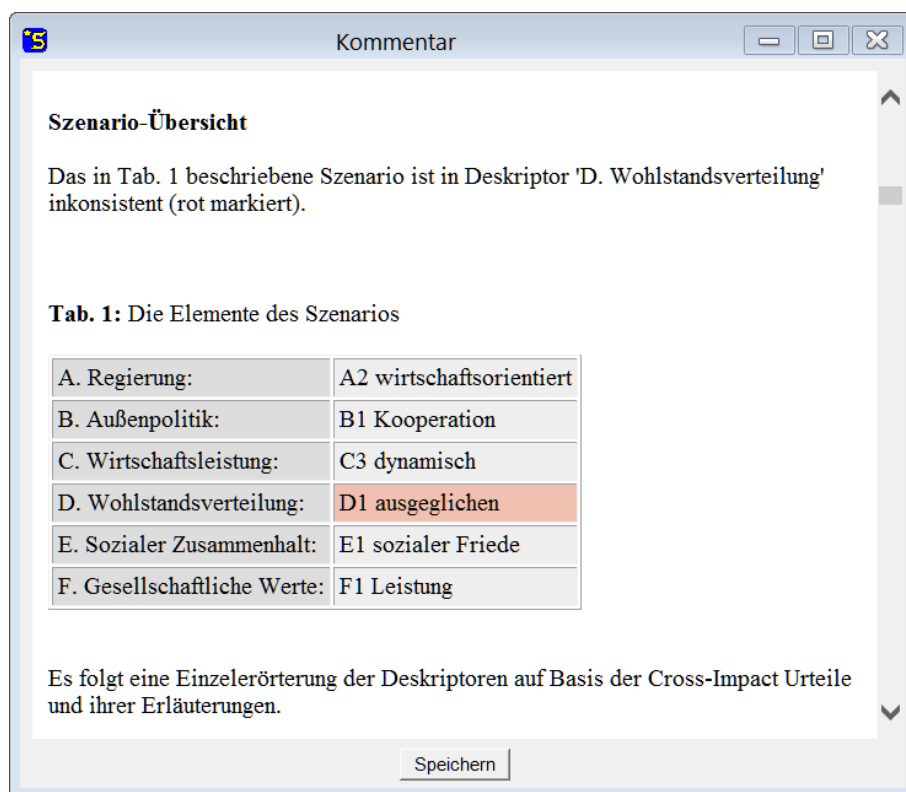 Kommentar
Szenario-Übersicht
Das in Tab. 1 beschriebene Szenario ist in Deskriptor 'D. Wohlstandsverteilung'
inkonsistent (rot markiert).
Tab. 1: Die Elemente des Szenarios
A. Regierung: A2 wirtschaftsorientiert
B. Außenpolitik: B1 Kooperation
C. Wirtschaftsleistung: C3 dynamisch
D. Wohlstandsverteilung: D1 ausgeglichen
E. Sozialer Zusammenhalt: E1 sozialer Friede
F. Gesellschaftliche Werte: F1 Leistung
Es folgt eine Einzelerörterung der Deskriptoren auf Basis der Cross-Impact Urteile
und ihrer Erläuterungen.
Speichern